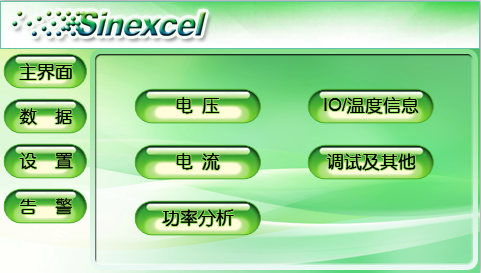 Sinexcel
主界面
数 据
设 置
告 警
电 压
IO/温度信息
电 流
调试及其他
功率分析